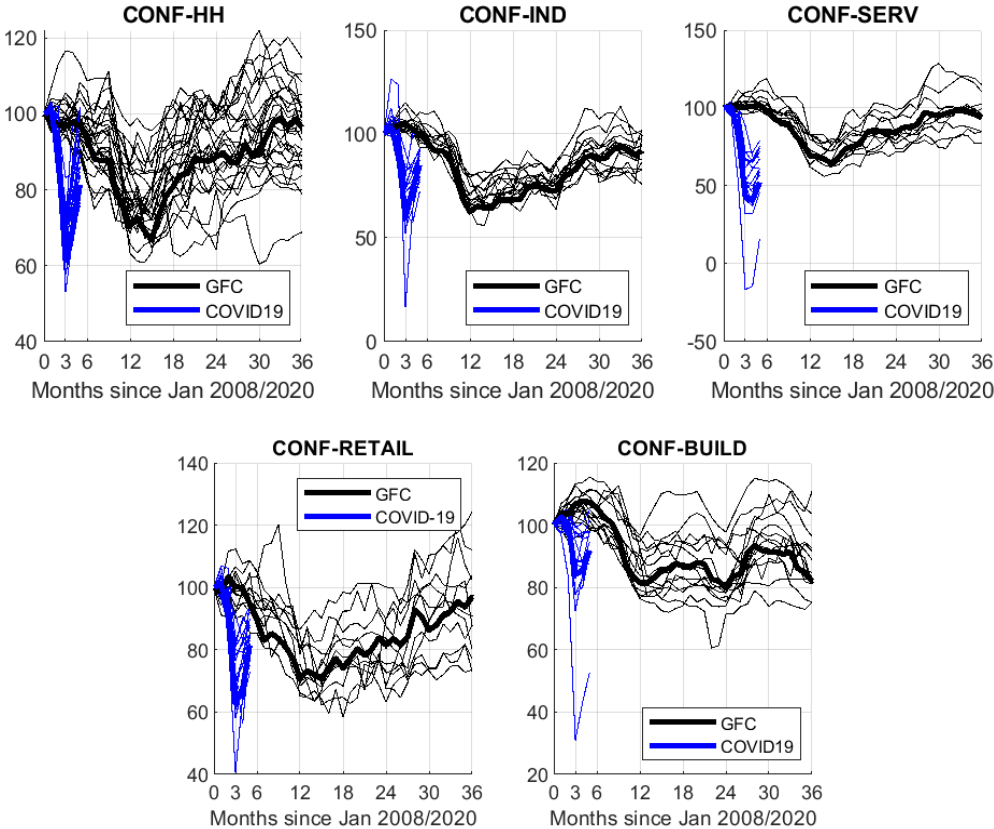 CONF-HH
120
100
80
60
40
GFC
COVID19
0 3 6 12 18 24 30 36
Months since Jan 2008/2020
CONF-IND
150
100
50
0
GFC
COVID19
0 3 6 12 18 24 30 36
Months since Jan 2008/2020
CONF-SERV
150
100
50
0
-50
GFC
COVID19
0 3 6 12 18 24 30 36
Months since Jan 2008/2020
CONF-RETAIL
140
120
100
80
60
40
GFC
COVID-19
0 3 6 12 18 24 30 36
Months since Jan 2008/2020
CONF-BUILD
120
100
80
60
40
20
GFC
COVID19
0 3 6 12 18 24 30 36
Months since Jan 2008/2020